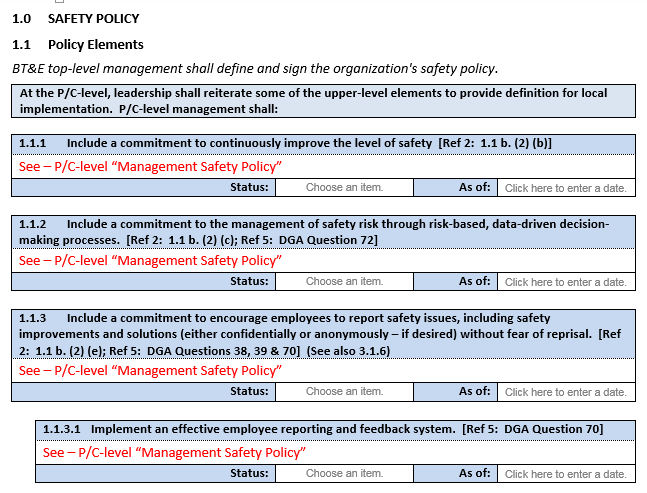 1.0 SAFETY POLICY
1.1 Policy Elements
BT&E top-level management shall define and sign the organization's safety policy.
At the P/C-level, leadership shall reiterate some of the upper-level elements to provide definition for local
implementation. P/C-level management shall:
1.1.1 Include a commitment to continuously improve the level of safety [Ref 2: 1.1 b. (2) (b)]
See – P/C-level “Management Safety Policy”
Status: Choose an item. As of: Click here to enter a date.
1.1.2 Include a commitment to the management of safety risk through risk-based, data-driven decision-
making processes. [Ref 2: 1.1 b. (2) (c); Ref 5: DGA Question 72]
See – P/C-level “Management Safety Policy”
Status: Choose an item. As of: Click here to enter a date.
1.1.3 Include a commitment to encourage employees to report safety issues, including safety
improvements and solutions (either confidentially or anonymously – if desired) without fear of reprisal. [Ref
2: 1.1 b. (2) (e); Ref 5: DGA Questions 38, 39 & 70] (See also 3.1.6)
See – P/C-level “Management Safety Policy”
Status: Choose an item. As of: Click here to enter a date.
1.1.3.1 Implement an effective employee reporting and feedback system. [Ref 5: DGA Question 70]
See – P/C-level “Management Safety Policy”
Status: Choose an item. As of: Click here to enter a date.